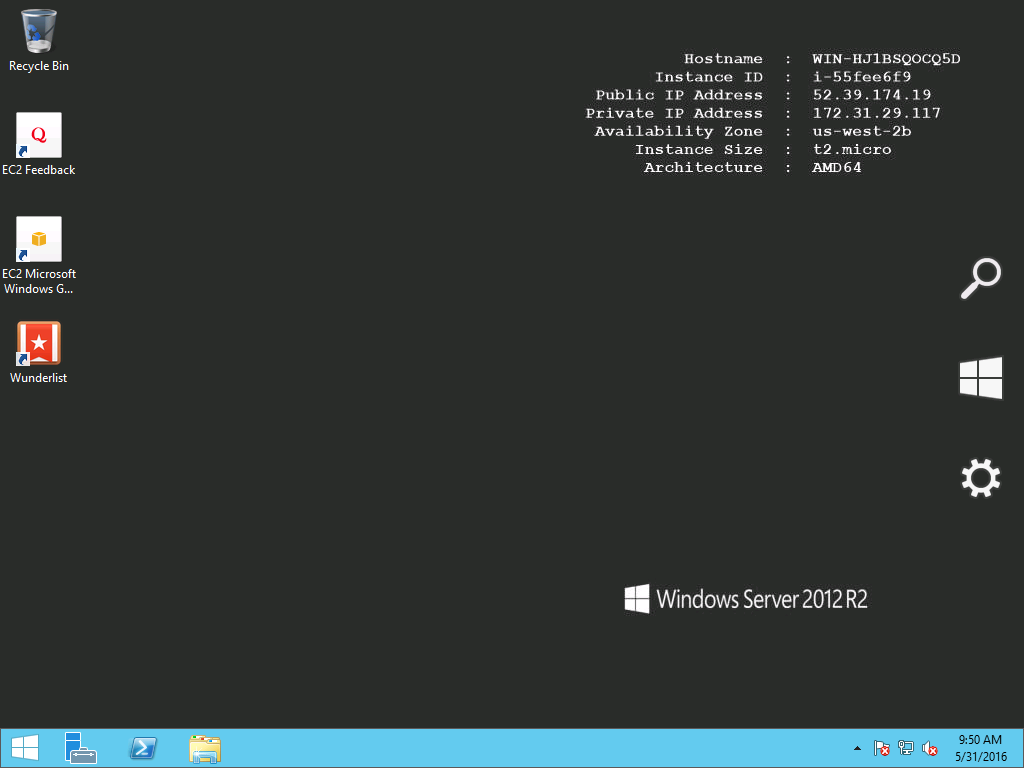 Recycle Bin
EC2 Feedback
EC2 Microsoft
Windows G...
Wunderlist
Hostname : WIN-HJ1BSQOCQ5D
Instance ID : i-55fee6f9
Public IP Address : 52.39.174.19
Private IP Address : 172.31.29.117
Availability Zone : us-west-2b
Instance Size : t2.micro
Architecture : AMD64
Windows Server 2012 R2
9:50 AM
5/31/2016